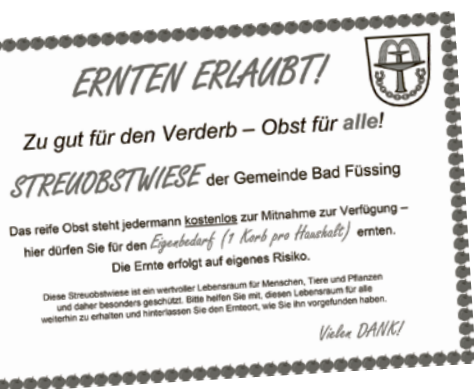 ERNTEN ERLAUBT!
Zu gut für den Verderb – Obst für alle!
STREUOBSTWIESE der Gemeinde Bad Füssing
Das reife Obst steht jedermann kostenlos zur Mitnahme zur Verfügung –
hier dürfen Sie für den Eigenbedarf (1 Korb pro Haushalt) ernten.
Die Ernte erfolgt auf eigenes Risiko.
Diese Streuobstwiese ist ein wertvoller Lebensraum für Menschen, Tiere und Pflanzen
und daher besonders geschützt. Bitte helfen Sie mit, diesen Lebensraum für alle
weiterhin zu erhalten und hinterlassen Sie den Ernteort, wie Sie ihn vorgefunden haben.
Vielen DANK!